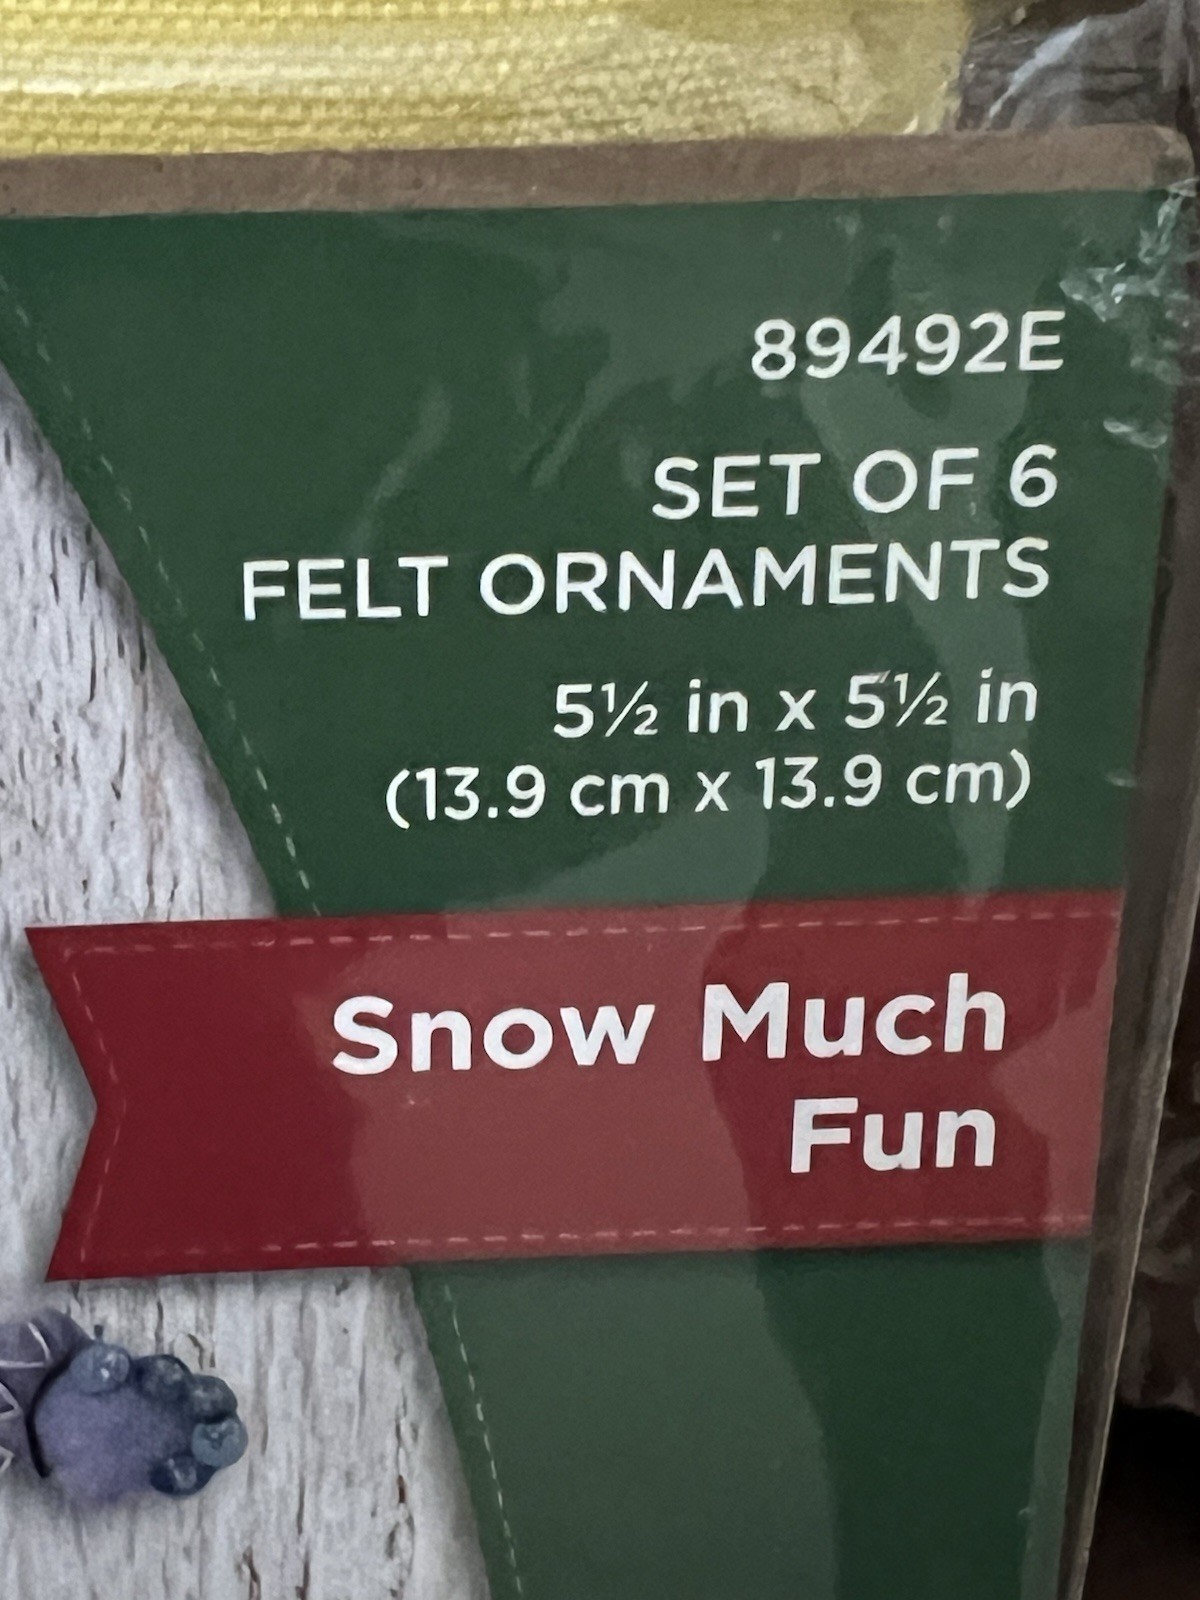 89492E
SET OF 6
FELT ORNAMENTS
5½ in x 5½ in
(13.9 cm x 13.9 cm)
Snow Much
Fun